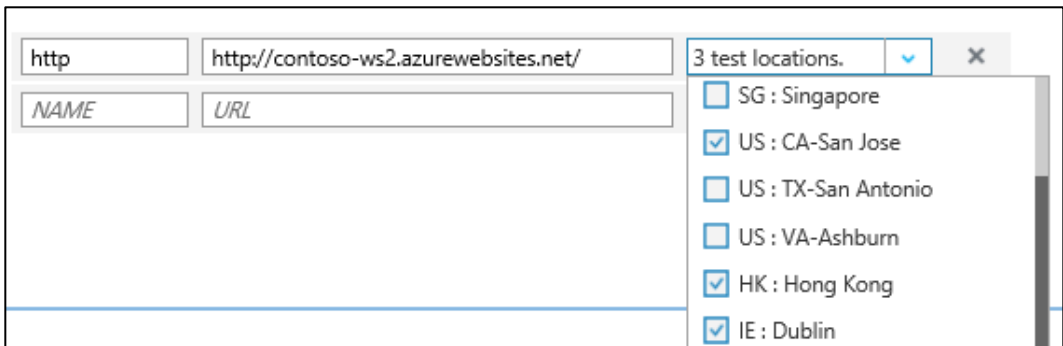 http http://contoso-ws2.azurewebsites.net/ 3 test locations.
NAME URL
SG : Singapore
US : CA-San Jose
US : TX-San Antonio
US : VA-Ashburn
HK : Hong Kong
IE : Dublin